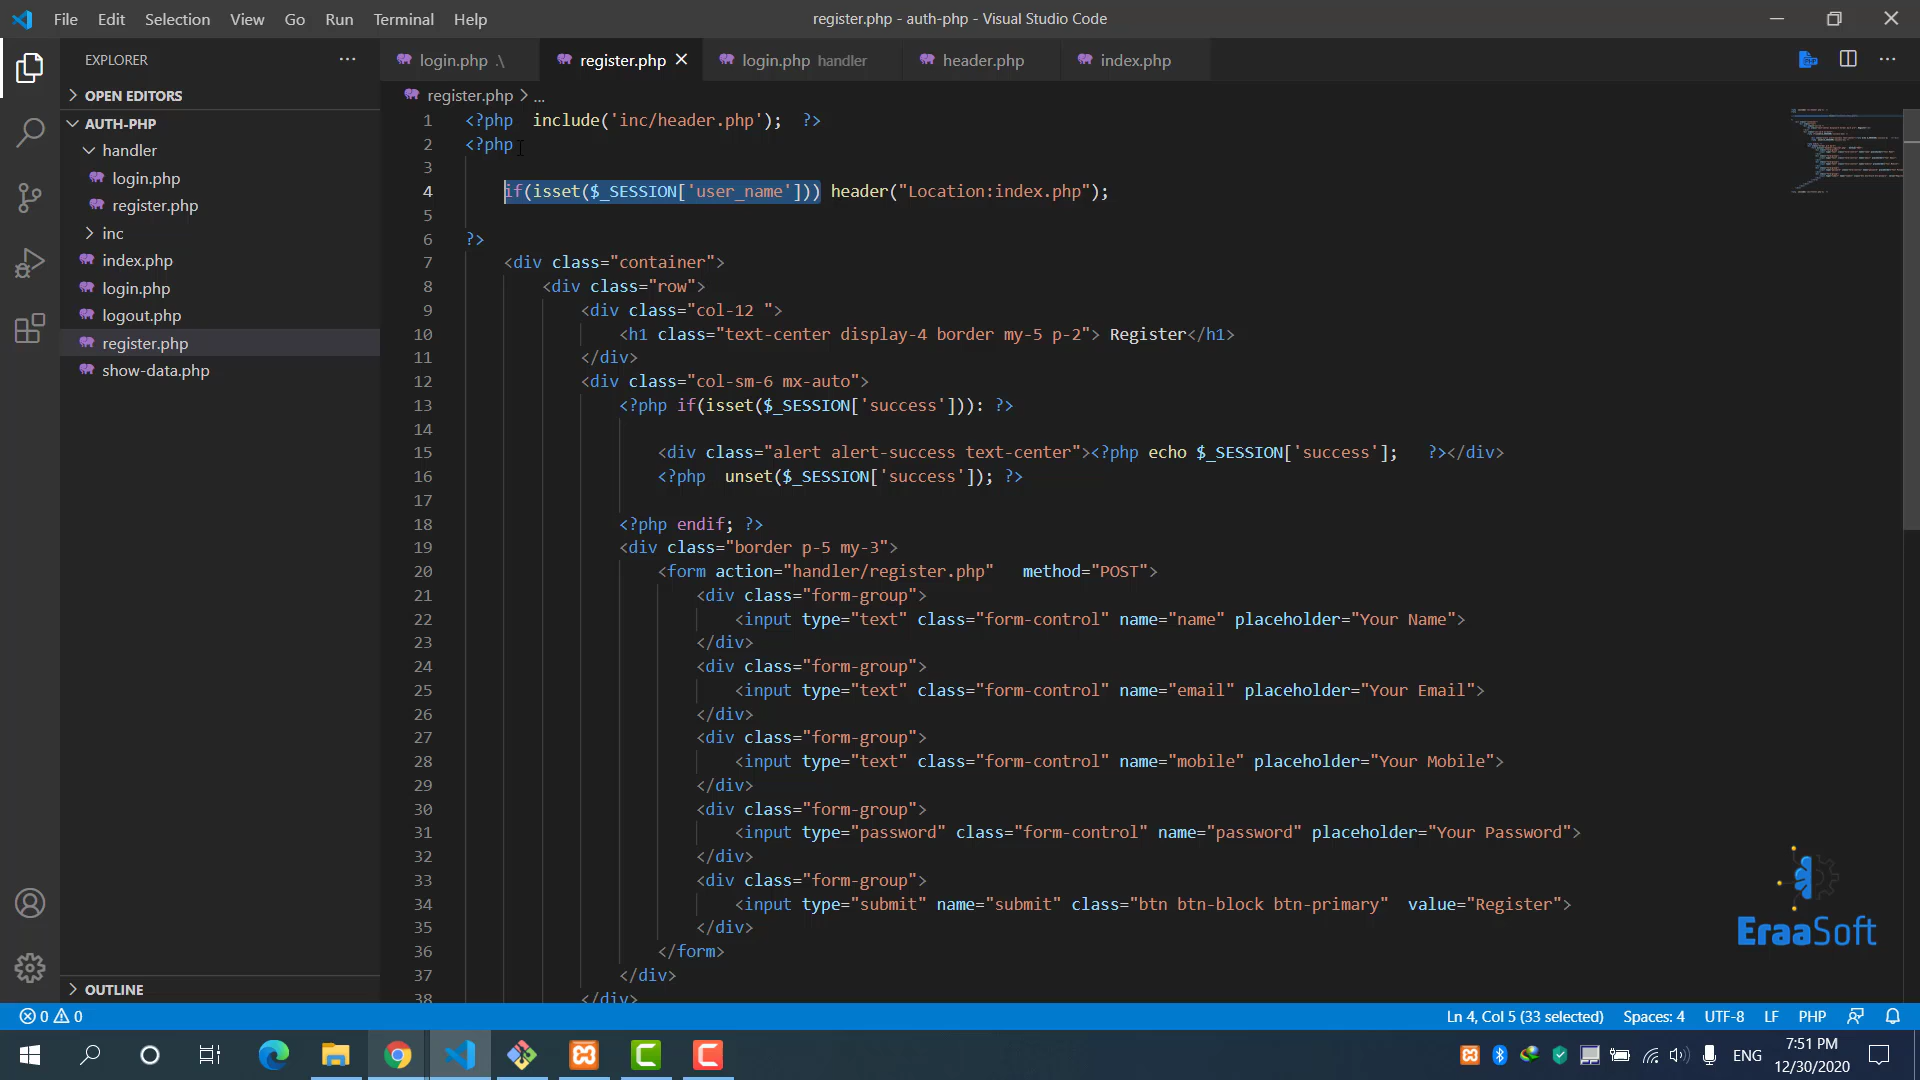 File Edit Selection View Go Run Terminal Help
register.php - auth-php - Visual Studio Code
EXPLORER
OPEN EDITORS
AUTH-PHP
handler
login.php
register.php
inc
index.php
login.php
logout.php
register.php
show-data.php
OUTLINE
login.php .\ register.php login.php handler header.php index.php
register.php > ...
1 <?php  include('inc/header.php');  ?>
2 <?php
3
4     if(isset($_SESSION['user_name'])) header("Location:index.php");
5
6 ?>
7     <div class="container">
8         <div class="row">
9             <div class="col-12 ">
10                 <h1 class="text-center display-4 border my-5 p-2"> Register</h1>
11             </div>
12             <div class="col-sm-6 mx-auto">
13                 <?php if(isset($_SESSION['success'])): ?>
14
15                     <div class="alert alert-success text-center"><?php echo $_SESSION['success'];   ?></div>
16                     <?php  unset($_SESSION['success']); ?>
17
18                 <?php endif; ?>
19                 <div class="border p-5 my-3">
20                     <form action="handler/register.php"   method="POST">
21                         <div class="form-group">
22                             <input type="text" class="form-control" name="name" placeholder="Your Name">
23                         </div>
24                         <div class="form-group">
25                             <input type="text" class="form-control" name="email" placeholder="Your Email">
26                         </div>
27                         <div class="form-group">
28                             <input type="text" class="form-control" name="mobile" placeholder="Your Mobile">
29                         </div>
30                         <div class="form-group">
31                             <input type="password" class="form-control" name="password" placeholder="Your Password">
32                         </div>
33                         <div class="form-group">
34                             <input type="submit" name="submit" class="btn btn-block btn-primary"  value="Register">
35                         </div>
36                     </form>
37                 </div>
38             </div>
EraaSoft
0 0
Ln 4, Col 5 (33 selected) Spaces: 4 UTF-8 LF PHP
ENG
7:51 PM
12/30/2020